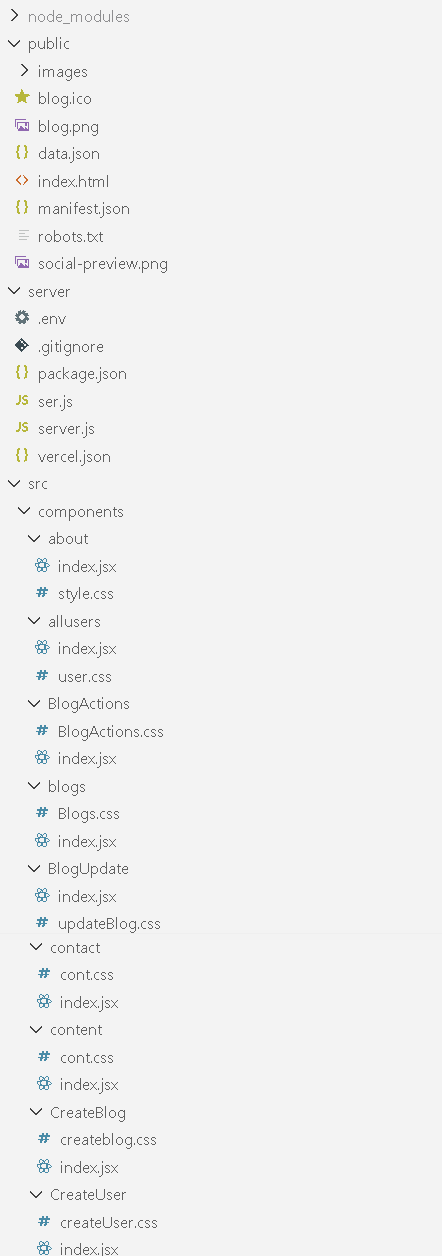 node_modules
public
images
blog.ico
blog.png
data.json
index.html
manifest.json
robots.txt
social-preview.png
server
.env
.gitignore
package.json
JS ser.js
JS server.js
vercel.json
src
components
about
index.jsx
# style.css
allusers
index.jsx
# user.css
BlogActions
# BlogActions.css
index.jsx
blogs
# Blogs.css
index.jsx
BlogUpdate
index.jsx
# updateBlog.css
contact
# cont.css
index.jsx
content
# cont.css
index.jsx
CreateBlog
# createblog.css
index.jsx
CreateUser
# createUser.css
index.jsx